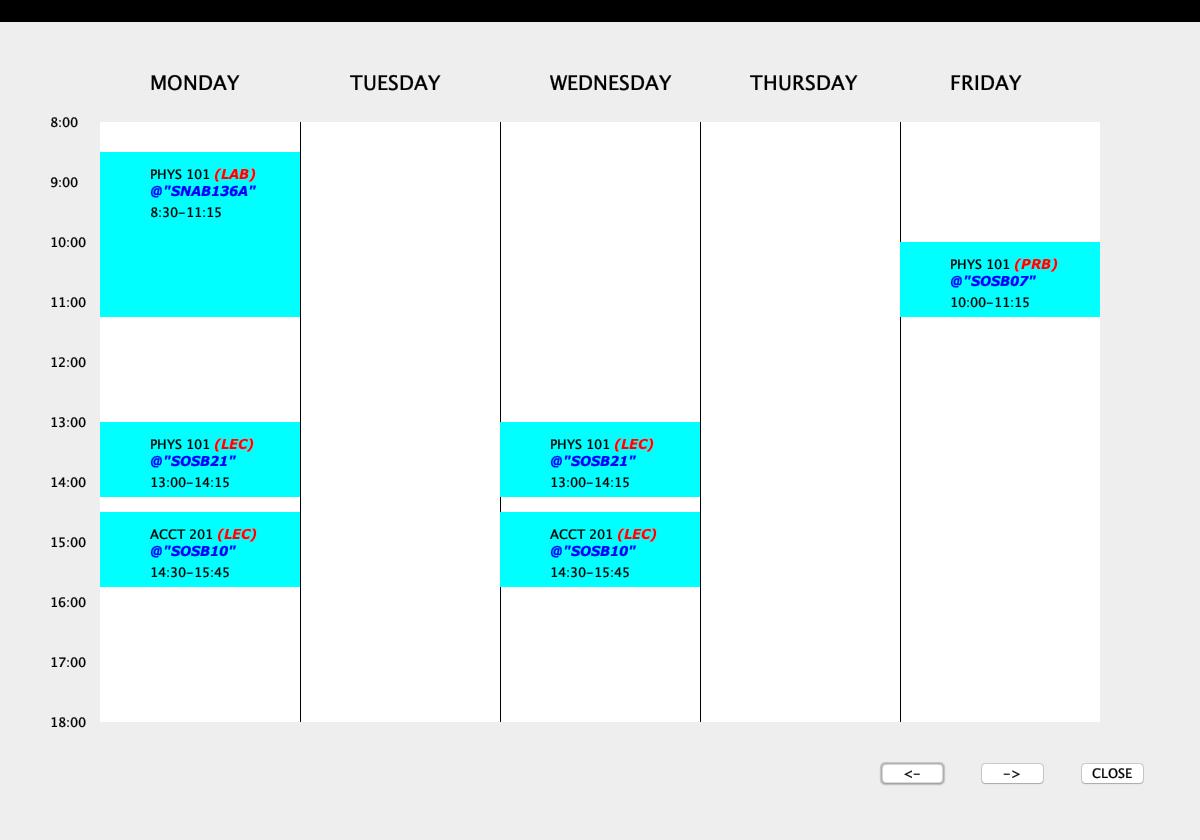 MONDAY TUESDAY WEDNESDAY THURSDAY FRIDAY
8:00
PHYS 101 (LAB)
@"SNAB136A"
8:30-11:15
9:00
10:00
PHYS 101 (PRB)
@"SOSB07"
10:00-11:15
11:00
12:00
13:00
PHYS 101 (LEC)
@"SOSB21"
13:00-14:15
PHYS 101 (LEC)
@"SOSB21"
13:00-14:15
14:00
ACCT 201 (LEC)
@"SOSB10"
14:30-15:45
ACCT 201 (LEC)
@"SOSB10"
14:30-15:45
15:00
16:00
17:00
18:00
<- -> CLOSE